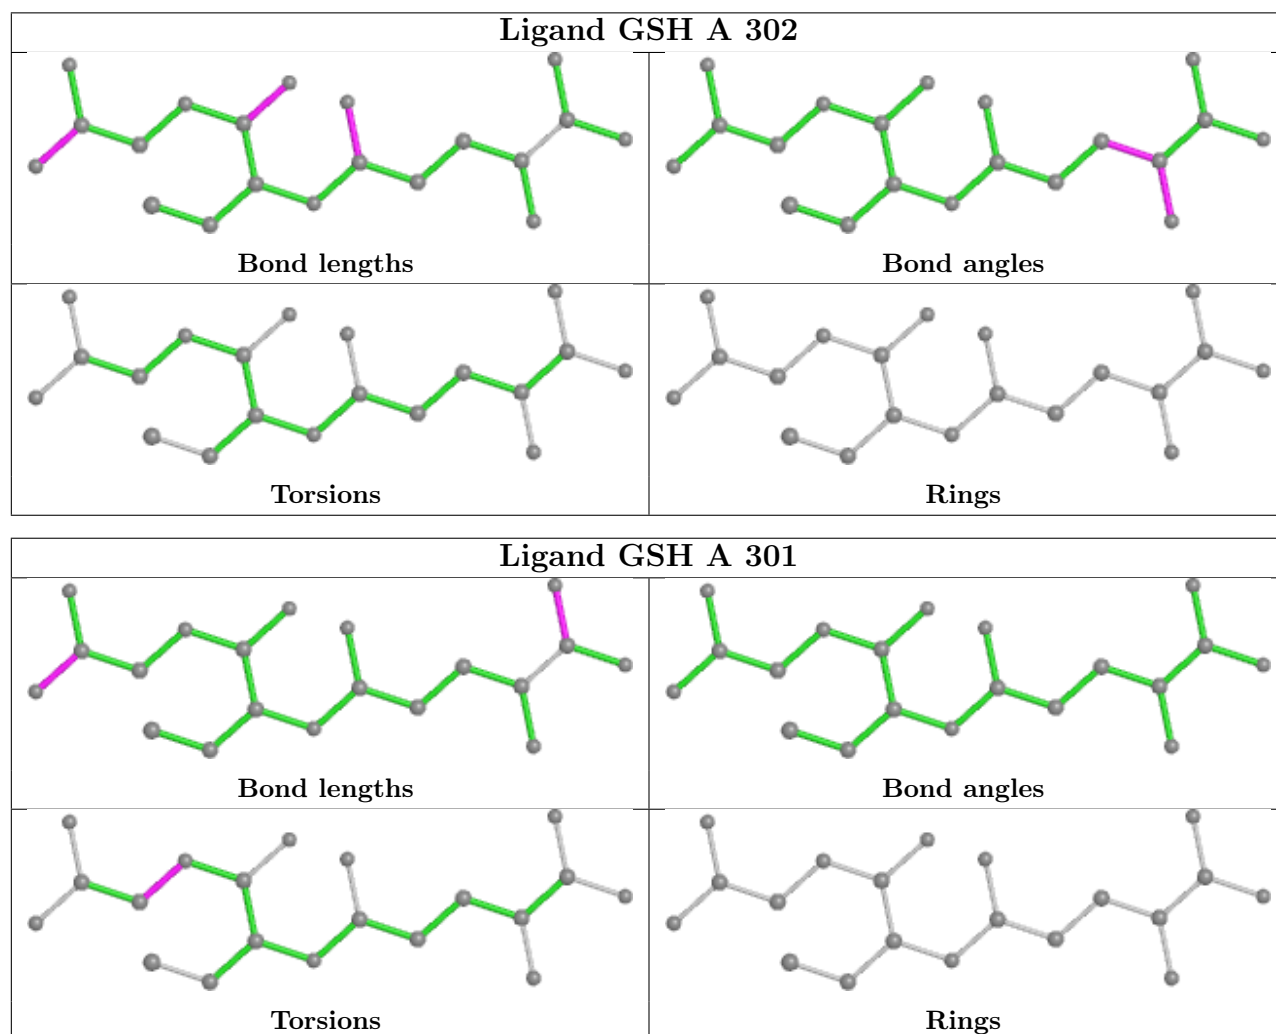 Ligand GSH A 302
Bond lengths
Bond angles
Torsions
Rings
Ligand GSH A 301
Bond lengths
Bond angles
Torsions
Rings